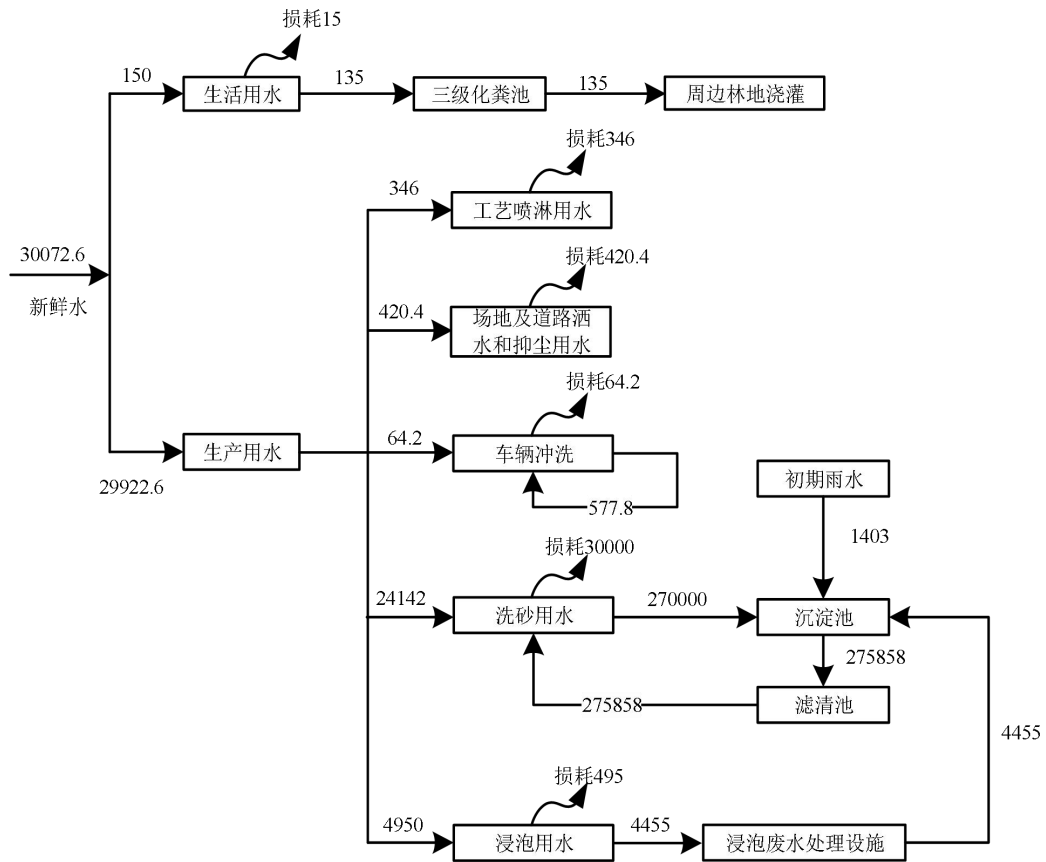 损耗15
150
生活用水
135
三级化粪池
135
周边林地浇灌
损耗346
346
工艺喷淋用水
30072.6
新鲜水
损耗420.4
420.4
场地及道路洒
水和抑尘用水
损耗64.2
64.2
生产用水
29922.6
车辆冲洗
577.8
初期雨水
1403
损耗30000
24142
洗砂用水
270000
沉淀池
275858
275858
滤清池
4455
损耗495
4950
浸泡用水
4455
浸泡废水处理设施